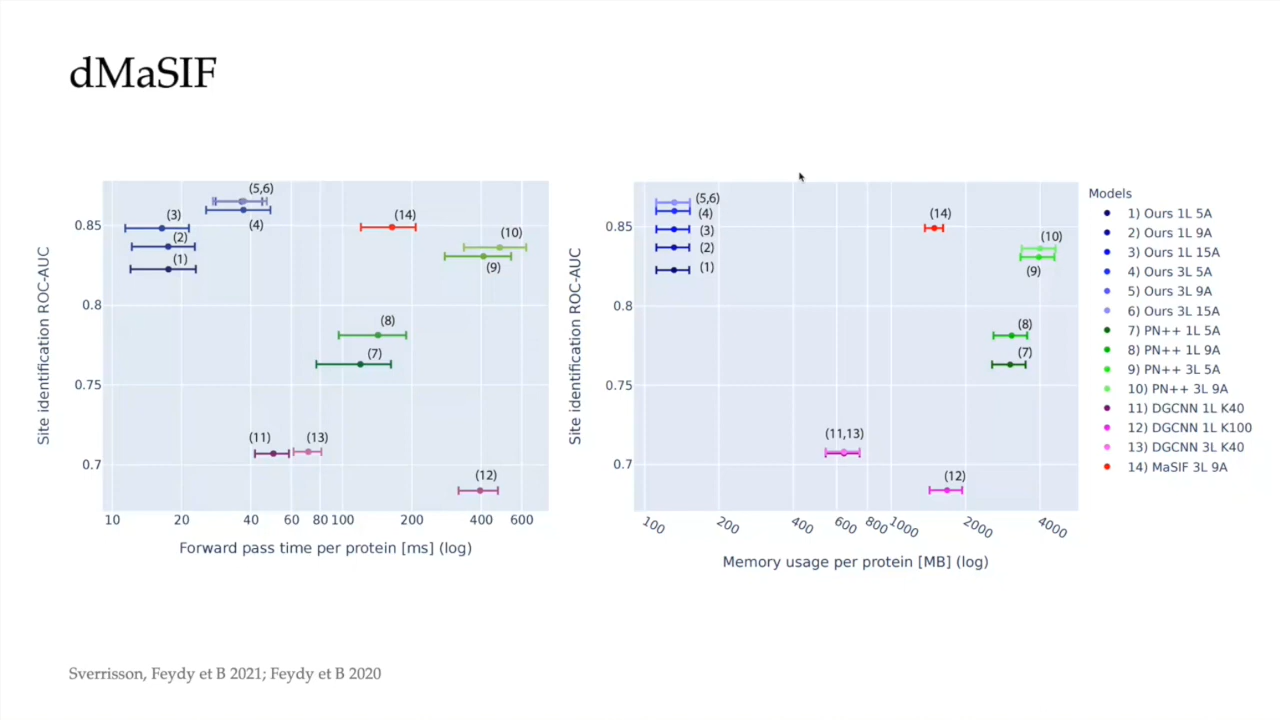 dMaSIF
Site identification ROC-AUC
0.85
0.8
0.75
0.7
(5,6)
(3)
(14)
(4)
(10)
(2)
(1)
(9)
(8)
(7)
(11)
(13)
(12)
10 20 40 60 80 100 200 400 600
Forward pass time per protein [ms] (log)
Site identification ROC-AUC
0.85
0.8
0.75
0.7
(5,6)
(4)
(14)
(3)
(10)
(2)
(1)
(9)
(8)
(7)
(11,13)
(12)
100 200 400 600 800 1000 2000 4000
Memory usage per protein [MB] (log)
Models
1) Ours 1L 5A
2) Ours 1L 9A
3) Ours 1L 15A
4) Ours 3L 5A
5) Ours 3L 9A
6) Ours 3L 15A
7) PN++ 1L 5A
8) PN++ 1L 9A
9) PN++ 3L 5A
10) PN++ 3L 9A
11) DGCNN 1L K40
12) DGCNN 1L K100
13) DGCNN 3L K40
14) MaSIF 3L 9A
Sverrisson, Feydy et B 2021; Feydy et B 2020